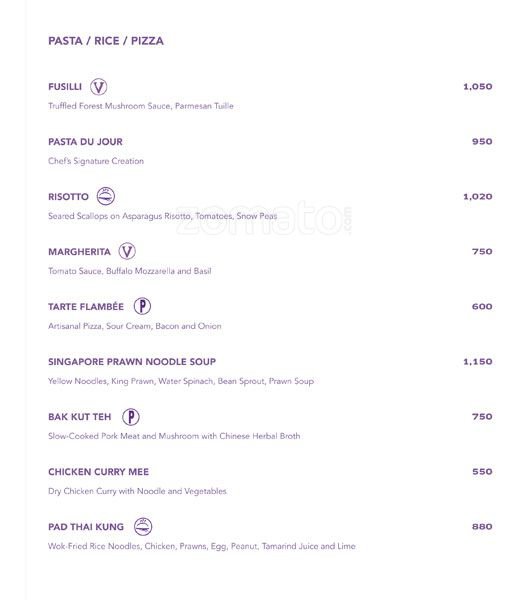 PASTA / RICE / PIZZA
FUSILLI V 1,050
Truffled Forest Mushroom Sauce, Parmesan Tuille
PASTA DU JOUR 950
Chef's Signature Creation
RISOTTO 1,020
Seared Scallops on Asparagus Risotto, Tomatoes, Snow Peas
zomato.com
MARGHERITA V 750
Tomato Sauce, Buffalo Mozzarella and Basil
TARTE FLAMBÉE P 600
Artisanal Pizza, Sour Cream, Bacon and Onion
SINGAPORE PRAWN NOODLE SOUP 1,150
Yellow Noodles, King Prawn, Water Spinach, Bean Sprout, Prawn Soup
BAK KUT TEH P 750
Slow-Cooked Pork Meat and Mushroom with Chinese Herbal Broth
CHICKEN CURRY MEE 550
Dry Chicken Curry with Noodle and Vegetables
PAD THAI KUNG 880
Wok-Fried Rice Noodles, Chicken, Prawns, Egg, Peanut, Tamarind Juice and Lime